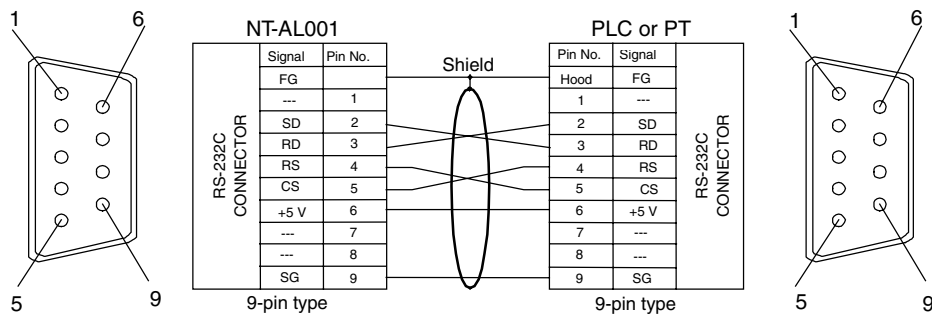 1
6
5
9
NT-AL001
RS-232C
CONNECTOR
Signal Pin No.
FG
--- 1
SD 2
RD 3
RS 4
CS 5
+5 V 6
--- 7
--- 8
SG 9
9-pin type
Shield
PLC or PT
Pin No. Signal
Hood FG
1 ---
2 SD
3 RD
4 RS
5 CS
6 +5 V
7 ---
8 ---
9 SG
RS-232C
CONNECTOR
9-pin type
1
6
5
9